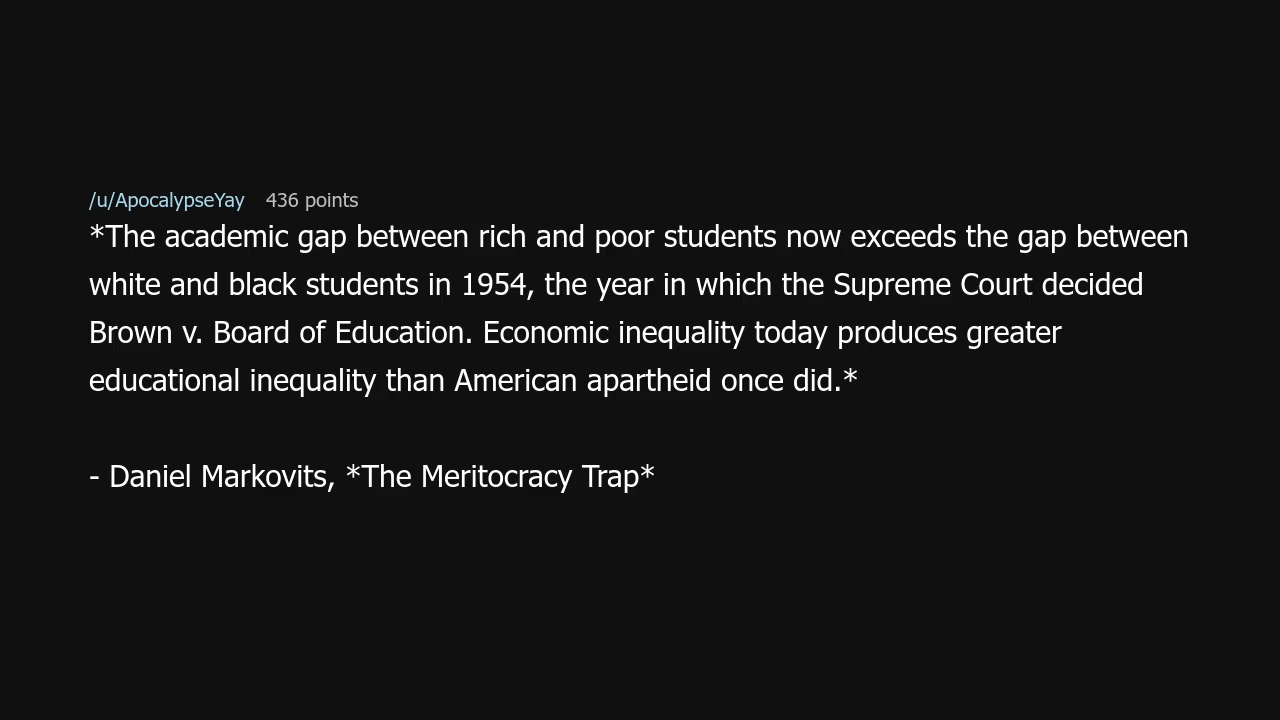 /u/ApocalypseYay 436 points
*The academic gap between rich and poor students now exceeds the gap between
white and black students in 1954, the year in which the Supreme Court decided
Brown v. Board of Education. Economic inequality today produces greater
educational inequality than American apartheid once did.*
- Daniel Markovits, *The Meritocracy Trap*